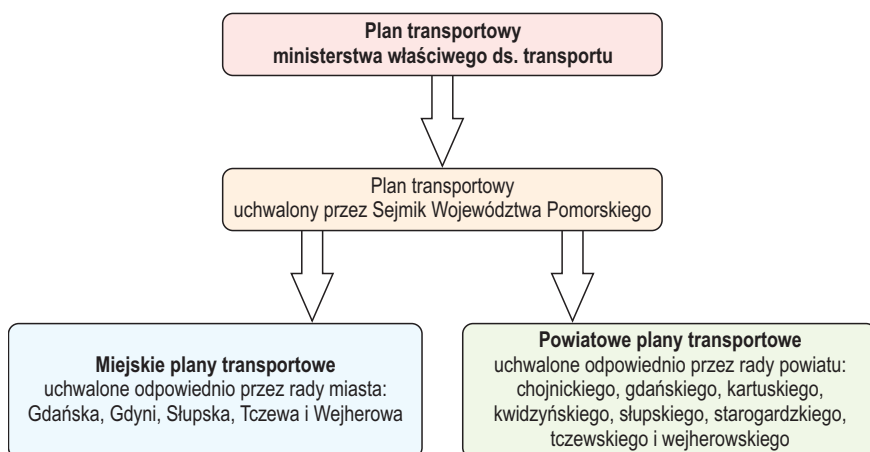 Plan transportowy
ministerstwa właściwego ds. transportu
Plan transportowy
uchwalony przez Sejmik Województwa Pomorskiego
Miejskie plany transportowe
uchwalone odpowiednio przez rady miasta:
Gdańska, Gdyni, Słupska, Tczewa i Wejherowa
Powiatowe plany transportowe
uchwalone odpowiednio przez rady powiatu:
chojnickiego, gdańskiego, kartuskiego,
kwidzyńskiego, słupskiego, starogardzkiego,
tczewskiego i wejherowskiego